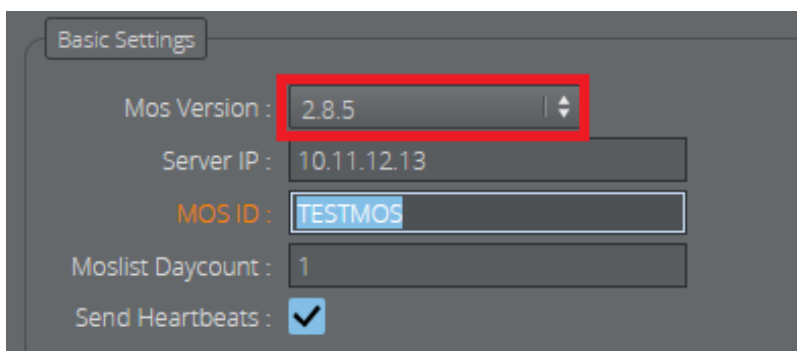 Basic Settings
Mos Version : 2.8.5
Server IP : 10.11.12.13
MOS ID : TESTMOS
Moslist Daycount : 1
Send Heartbeats :